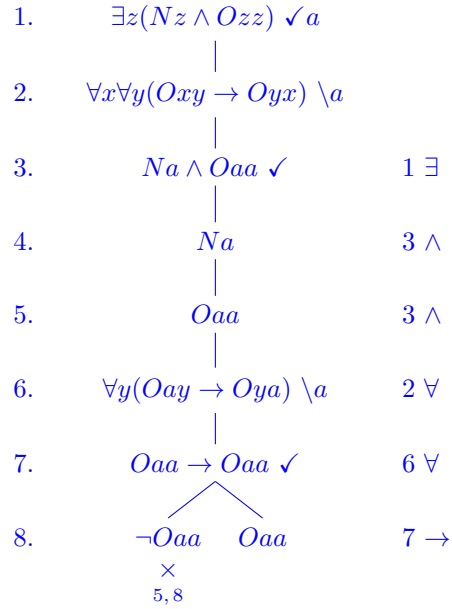 1. ∃z(Nz ∧ Ozz) ✓a
2. ∀x∀y(Oxy → Oyx) \a
3. Na ∧ Oaa ✓ 1 ∃
4. Na 3 ∧
5. Oaa 3 ∧
6. ∀y(Oay → Oya) \a 2 ∀
7. Oaa → Oaa ✓ 6 ∀
8. ¬Oaa Oaa 7 →
×
5, 8